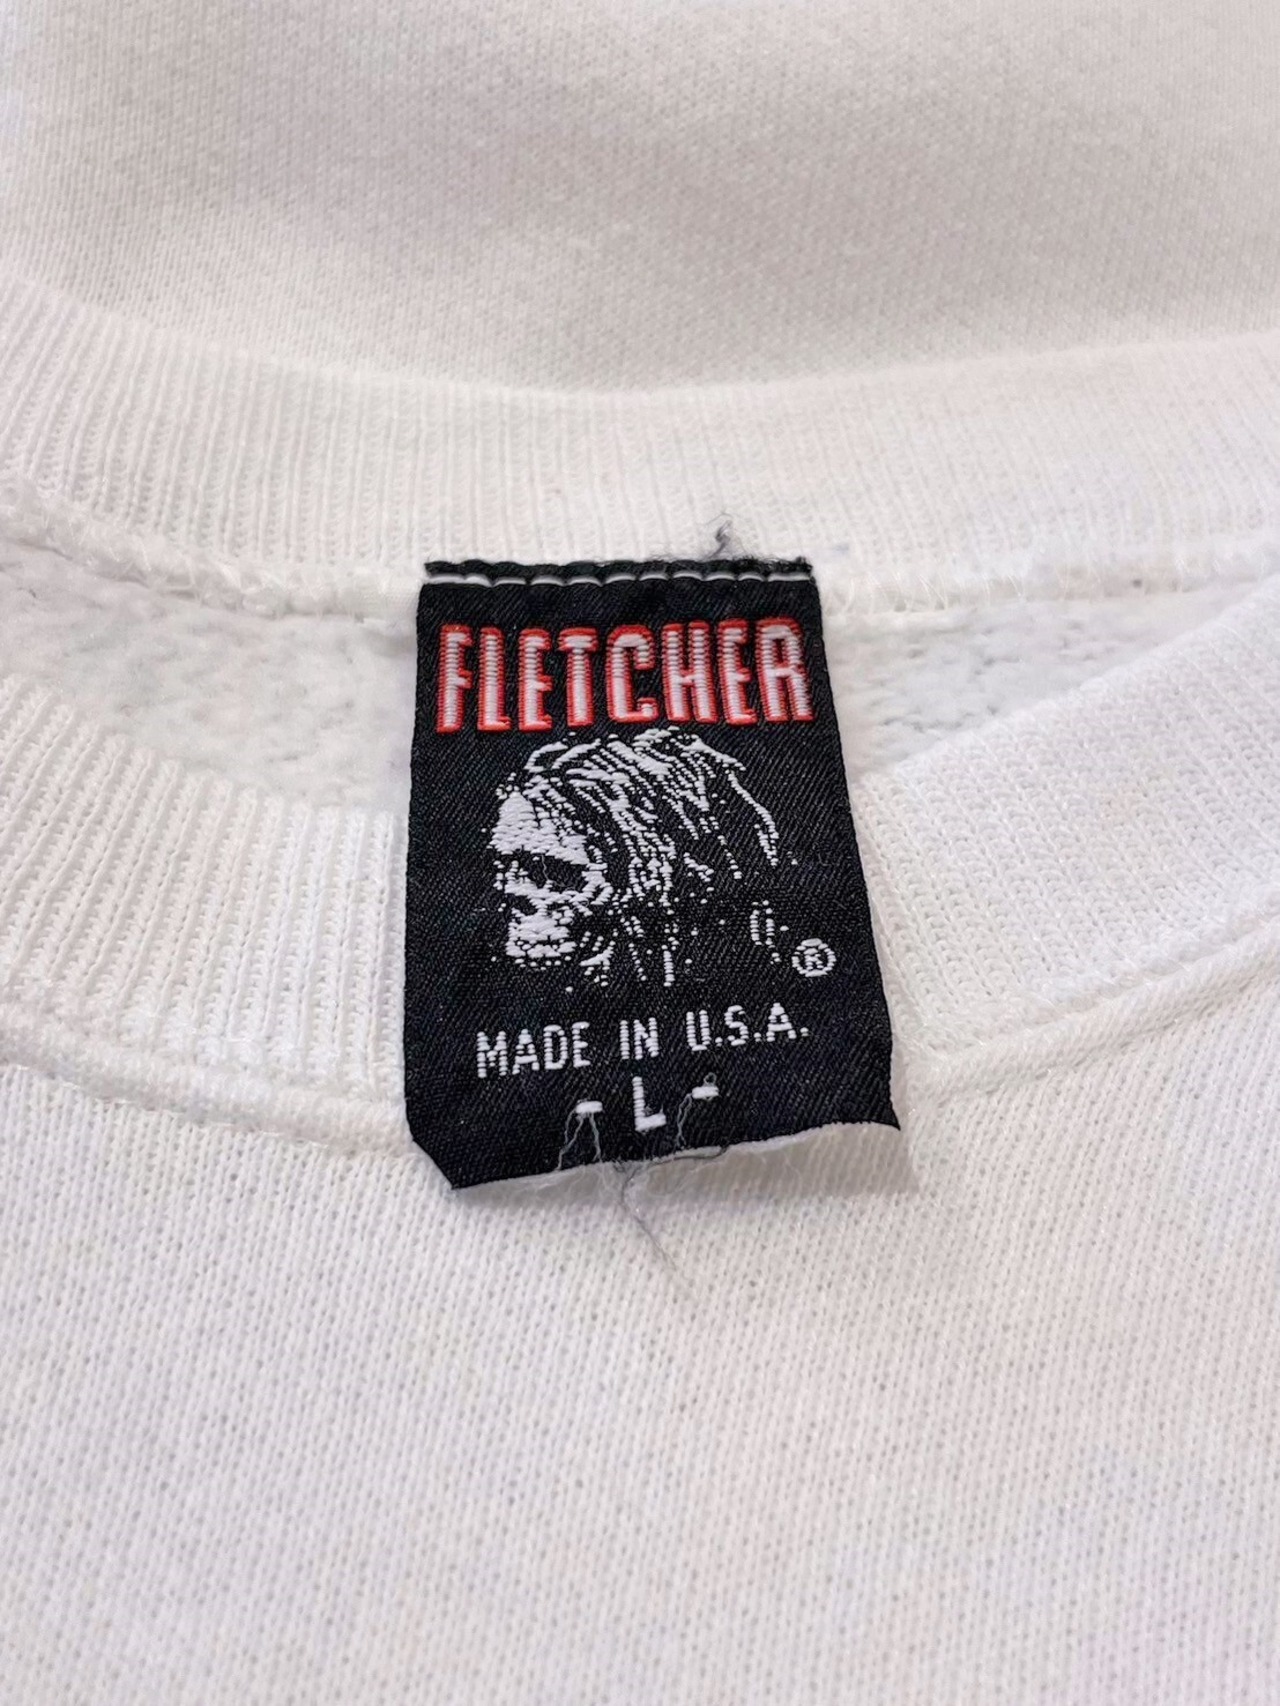 FLETCHER
®
MADE IN U.S.A.
- L -